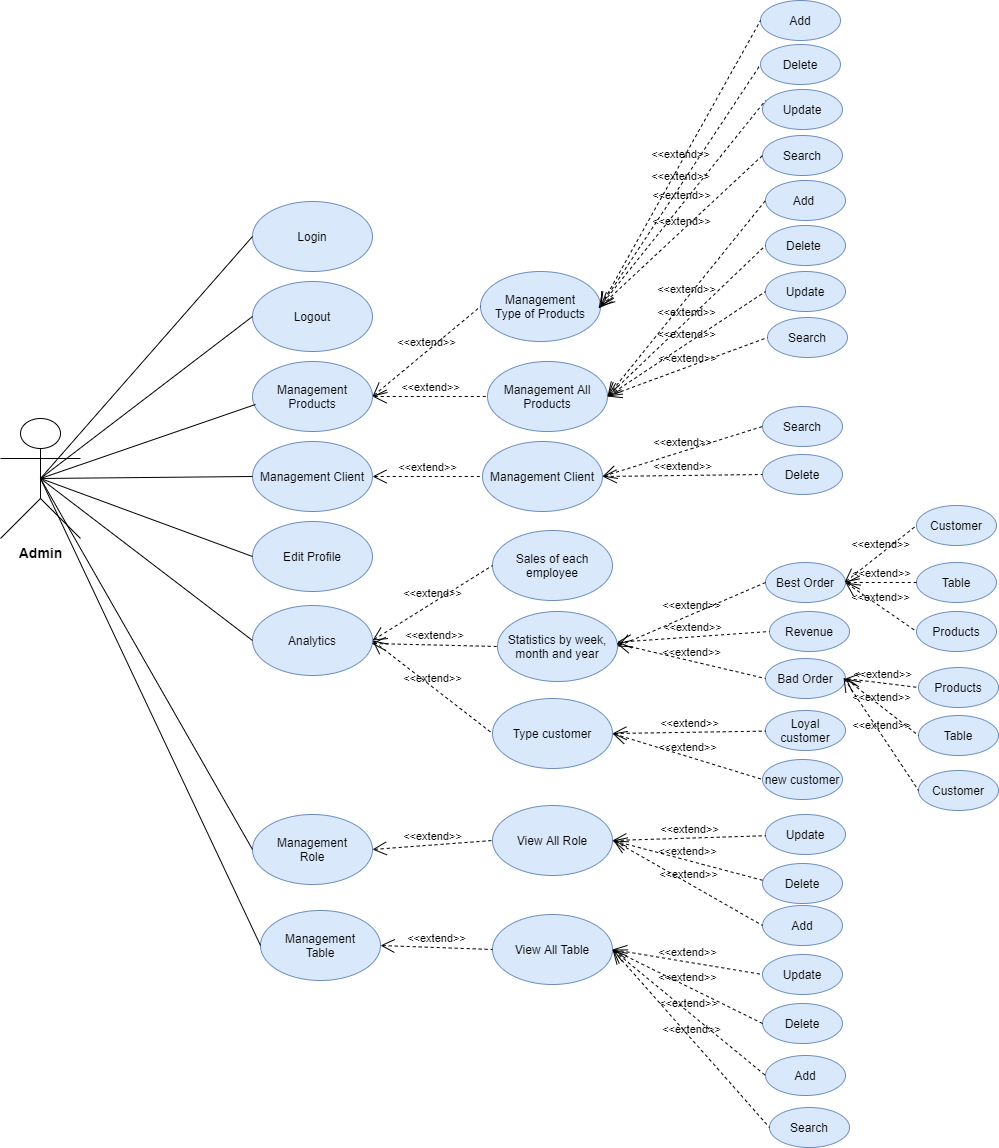 Add
Delete
Update
<<extend>>
Search
<<extend>>
<<extend>>
Add
<<extend>>
Login
Delete
<<extend>>
Update
Management
Type of Products
<<extend>>
Logout
<<extend>>
Search
<<extend>>
<<extend>>
Management
Products
<<extend>>
Management All
Products
Search
<<extend>>
Management Client
<<extend>>
Management Client
<<extend>>
Delete
Customer
<<extend>>
Admin
Edit Profile
Sales of each
employee
<<extend>>
Best Order
<<extend>>
Table
<<extend>>
<<extend>>
Analytics
<<extend>>
Statistics by week,
month and year
<<extend>>
Revenue
Products
<<extend>>
<<extend>>
Bad Order
<<extend>>
Products
<<extend>>
Type customer
<<extend>>
Loyal
customer
<<extend>>
Table
<<extend>>
new customer
Customer
Management
Role
<<extend>>
View All Role
<<extend>>
Update
<<extend>>
<<extend>>
Delete
Add
Management
Table
<<extend>>
View All Table
<<extend>>
Update
<<extend>>
<<extend>>
Delete
<<extend>>
Add
Search